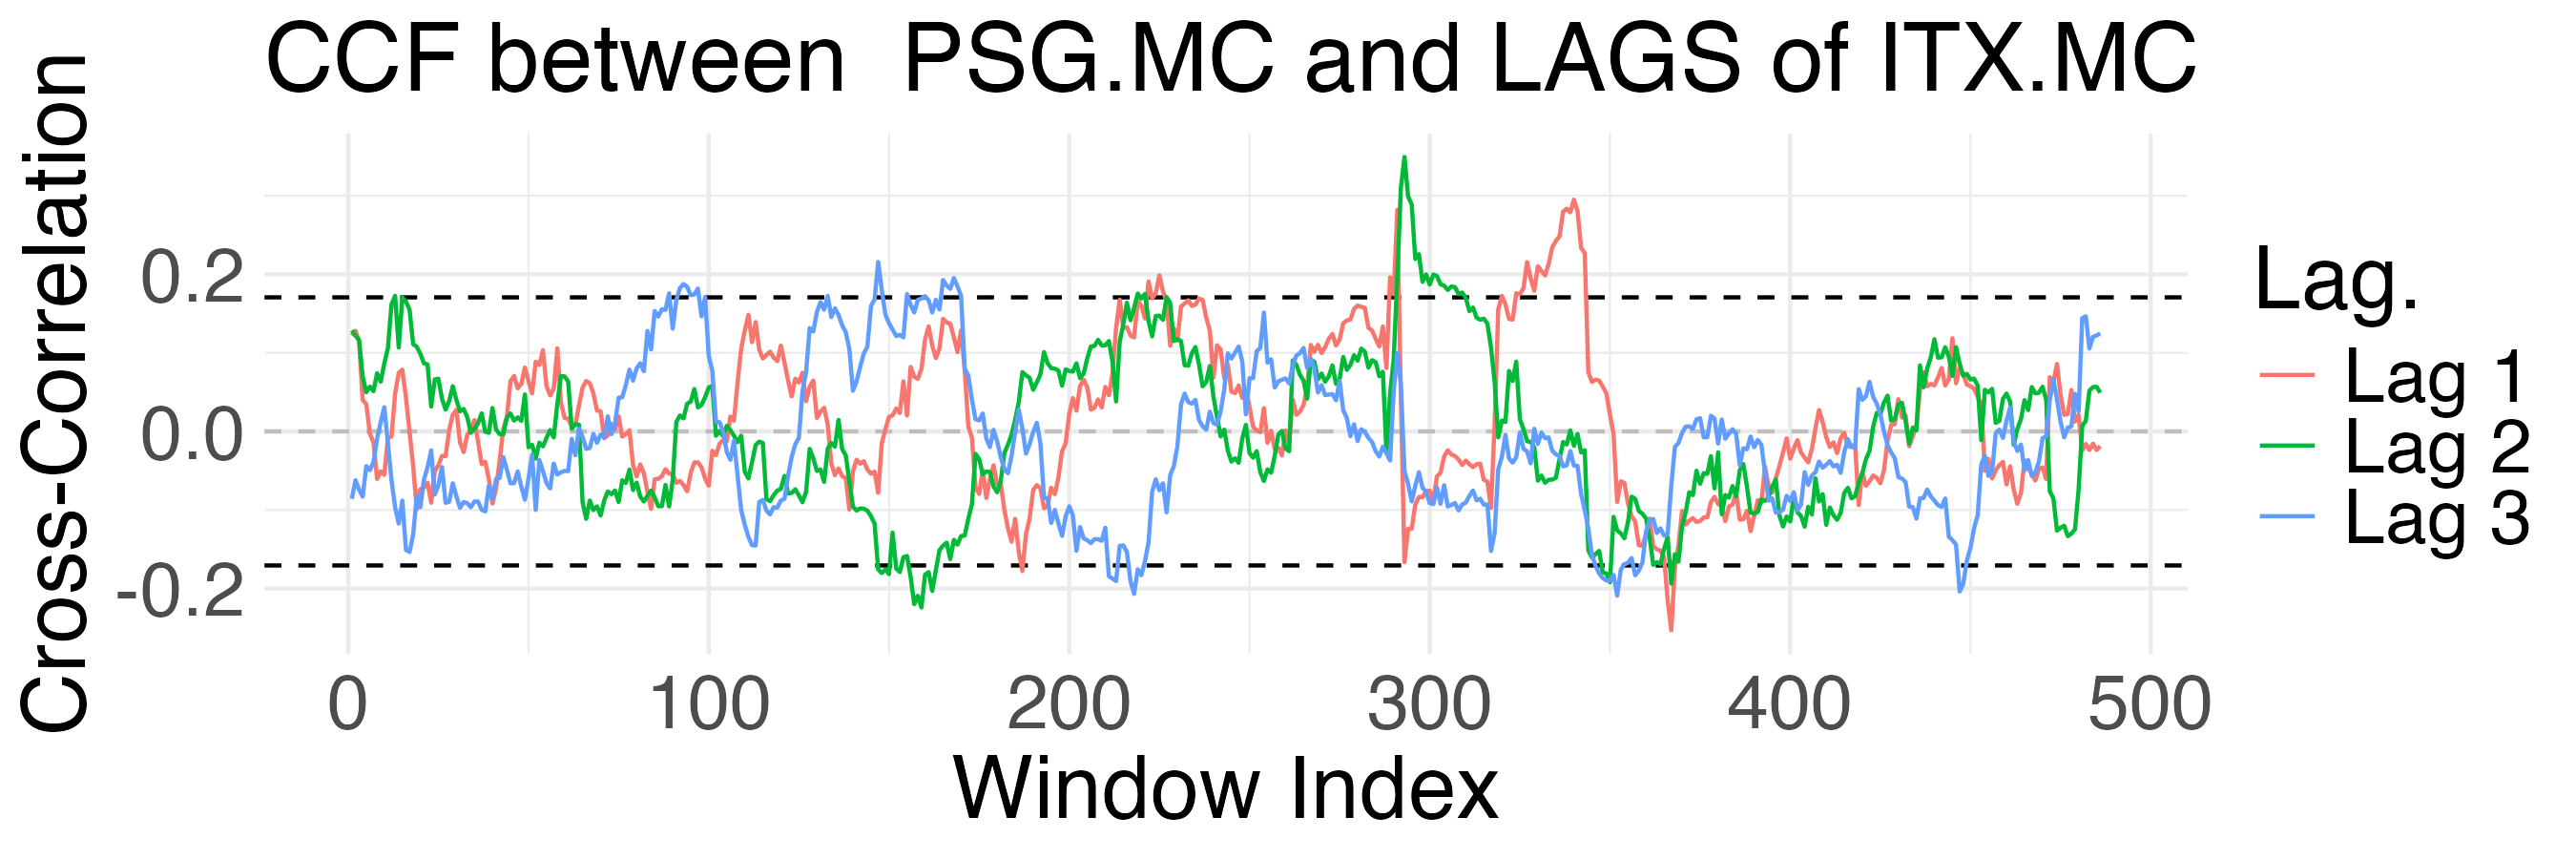 CCF between  PSG.MC and LAGS of ITX.MC
Cross-Correlation
0.2
0.0
-0.2
0 100 200 300 400 500
Window Index
Lag.
Lag 1
Lag 2
Lag 3